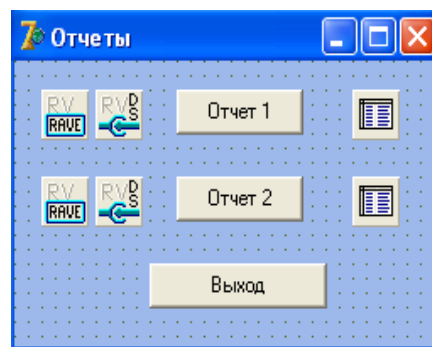 Отчеты
RV RAVE RV DS Отчет 1
RV RAVE RV DS Отчет 2
Выход